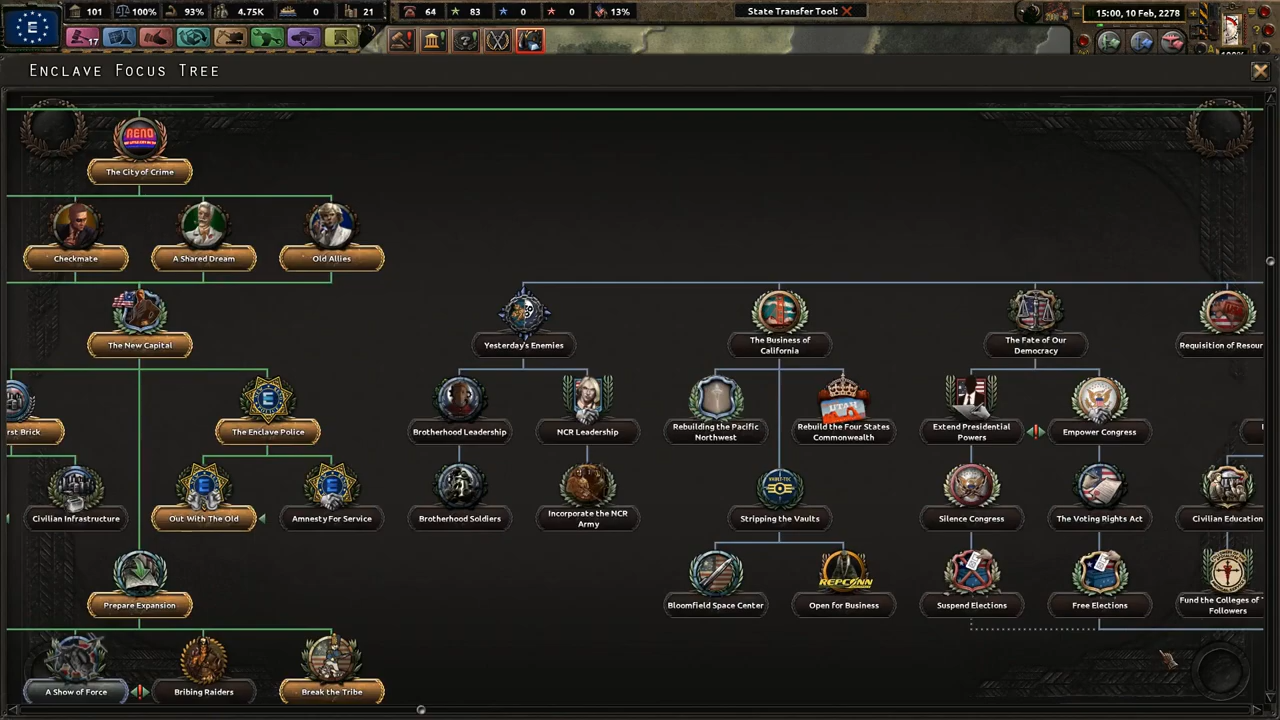 E
101
100%
93%
4.75K
0
21
64
83
0
0
13%
State Transfer Tool:
15:00, 10 Feb, 2278
17
ENCLAVE FOCUS TREE
RENO
The City of Crime
Checkmate
A Shared Dream
Old Allies
The New Capital
Yesterday's Enemies
The Business of
California
The Fate of Our
Democracy
Requisition of Resour
E
UTAH
rst Brick
The Enclave Police
Brotherhood Leadership
NCR Leadership
Rebuilding the Pacific
Northwest
Rebuild the Four States
Commonwealth
Extend Presidential
Powers
Empower Congress
E
E
VAULT-TEC
Civilian Infrastructure
Out With The Old
Amnesty For Service
Brotherhood Soldiers
Incorporate the NCR
Army
Stripping the Vaults
Silence Congress
The Voting Rights Act
Civilian Education
REPCONN
Prepare Expansion
Bloomfield Space Center
Open for Business
Suspend Elections
Free Elections
Fund the Colleges of
Followers
A Show of Force
Bribing Raiders
Break the Tribe